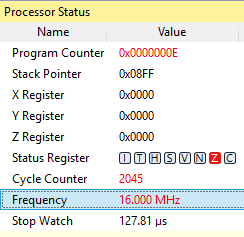 Processor Status
Name Value
Program Counter 0x0000000E
Stack Pointer 0x08FF
X Register 0x0000
Y Register 0x0000
Z Register 0x0000
Status Register I T H S V N Z C
Cycle Counter 2045
Frequency 16.000 MHz
Stop Watch 127.81 µs